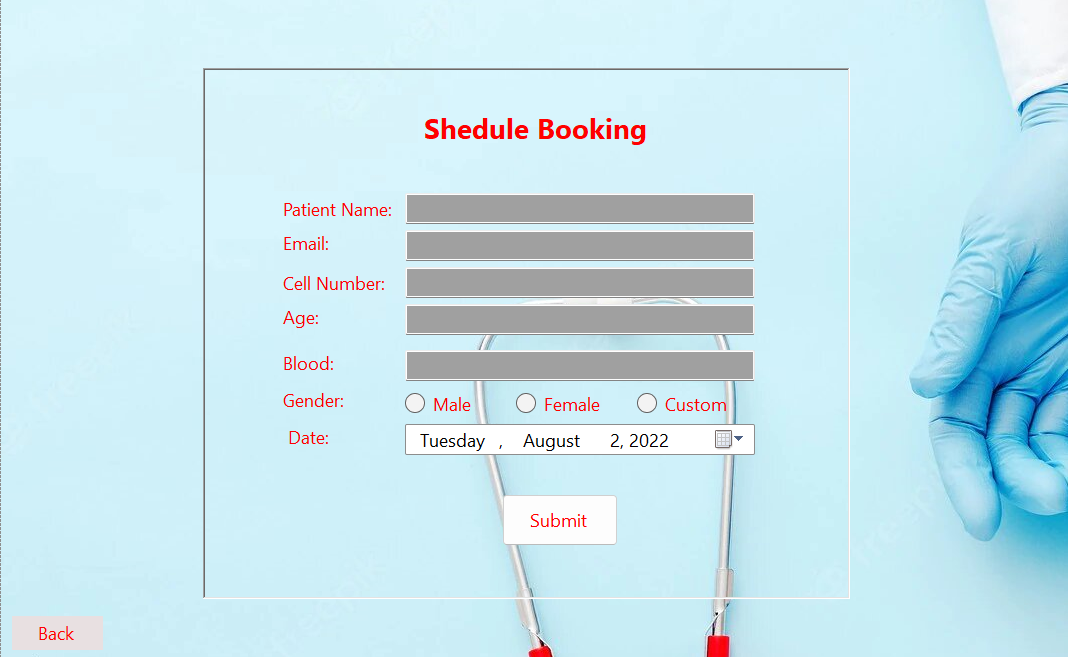 Shedule Booking
Patient Name:
Email:
Cell Number:
Age:
Blood:
Gender: Male Female Custom
Date: Tuesday , August 2, 2022
Submit
Back